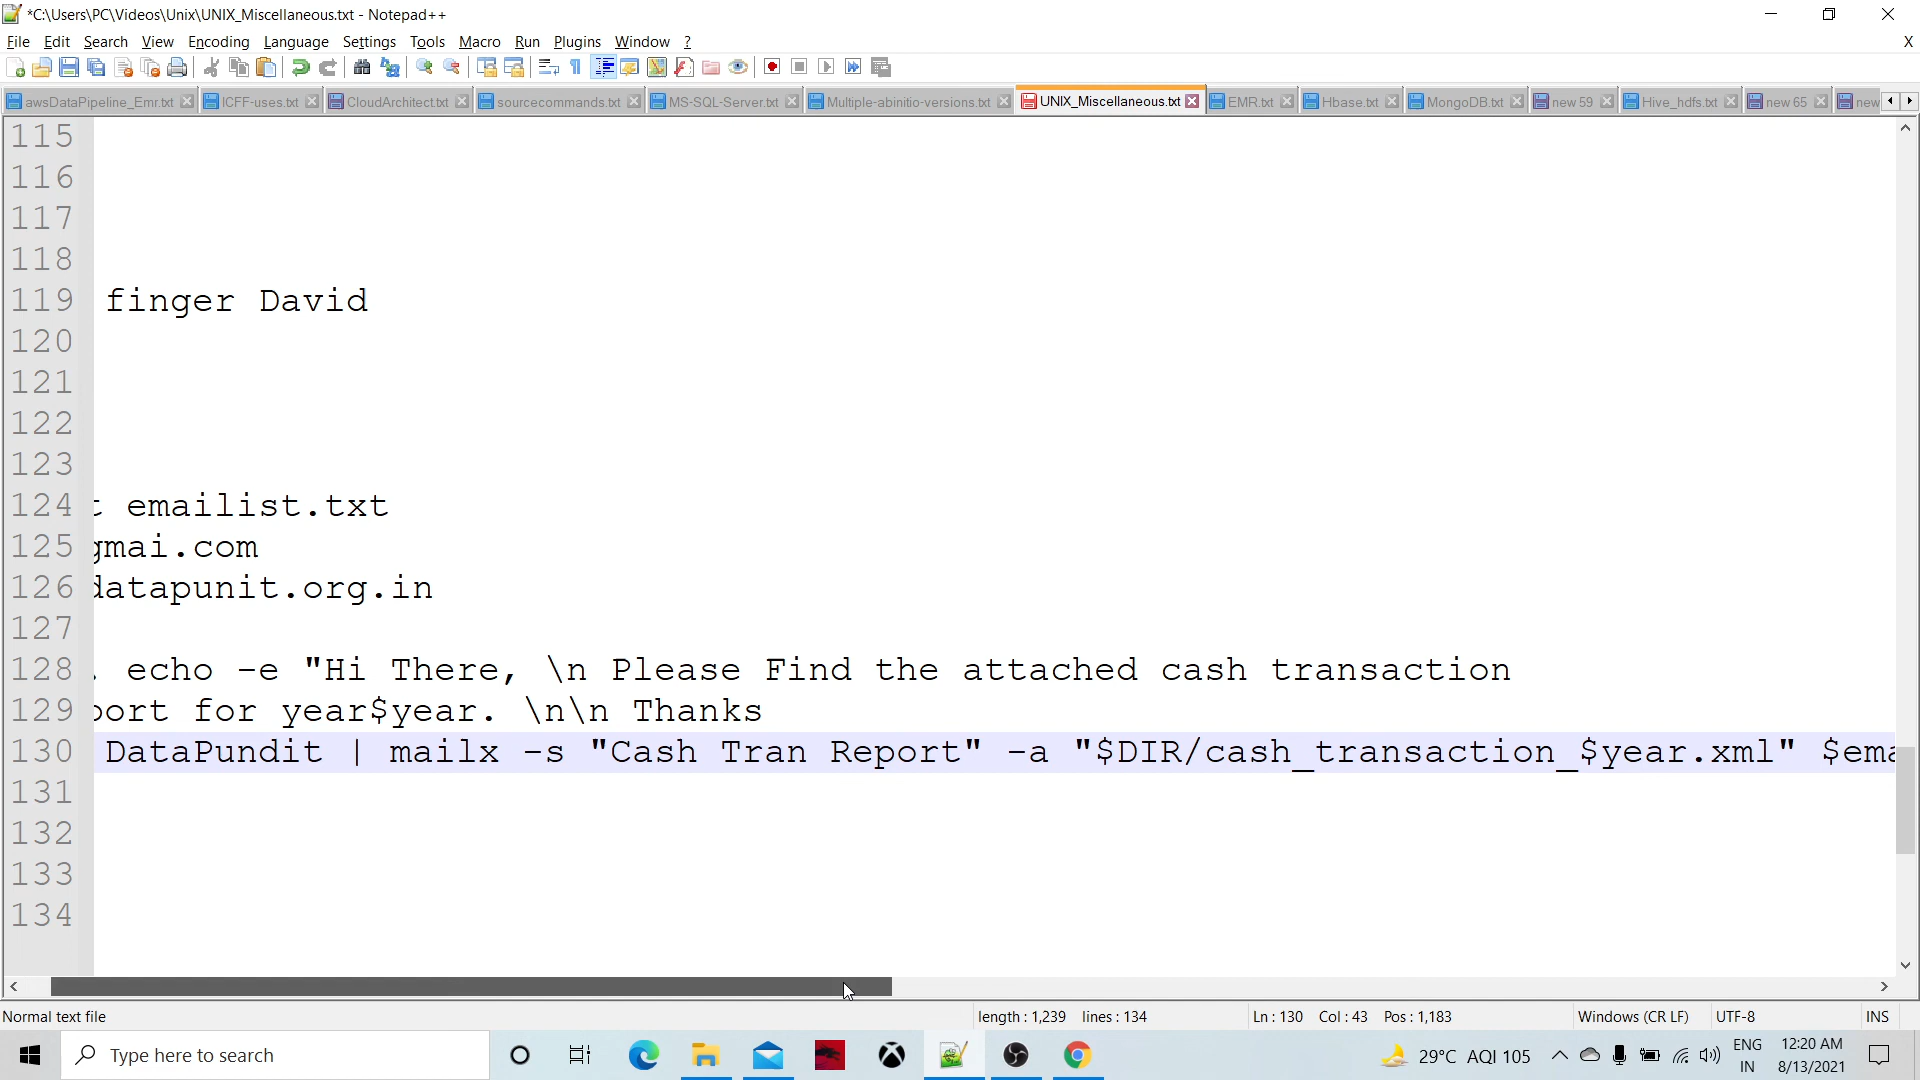 *C:\Users\PC\Videos\Unix\UNIX_Miscellaneous.txt - Notepad++
File Edit Search View Encoding Language Settings Tools Macro Run Plugins Window ? X
awsDataPipeline_Emr.txt ICFF-uses.txt CloudArchitect.txt sourcecommands.txt MS-SQL-Server.txt Multiple-abinitio-versions.txt UNIX_Miscellaneous.txt EMR.txt Hbase.txt MongoDB.txt new 59 Hive_hdfs.txt new 65 new
115
116
117
118
119 finger David
120
121
122
123
124 t emailist.txt
125 gmai.com
126 datapunit.org.in
127
128 . echo -e "Hi There, \n Please Find the attached cash transaction
129 port for year$year. \n\n Thanks
130 DataPundit | mailx -s "Cash Tran Report" -a "$DIR/cash_transaction_$year.xml" $ema
131
132
133
134
Normal text file length : 1,239 lines : 134 Ln : 130 Col : 43 Pos : 1,183 Windows (CR LF) UTF-8 INS
Type here to search 29°C AQI 105 ENG 12:20 AM
IN 8/13/2021